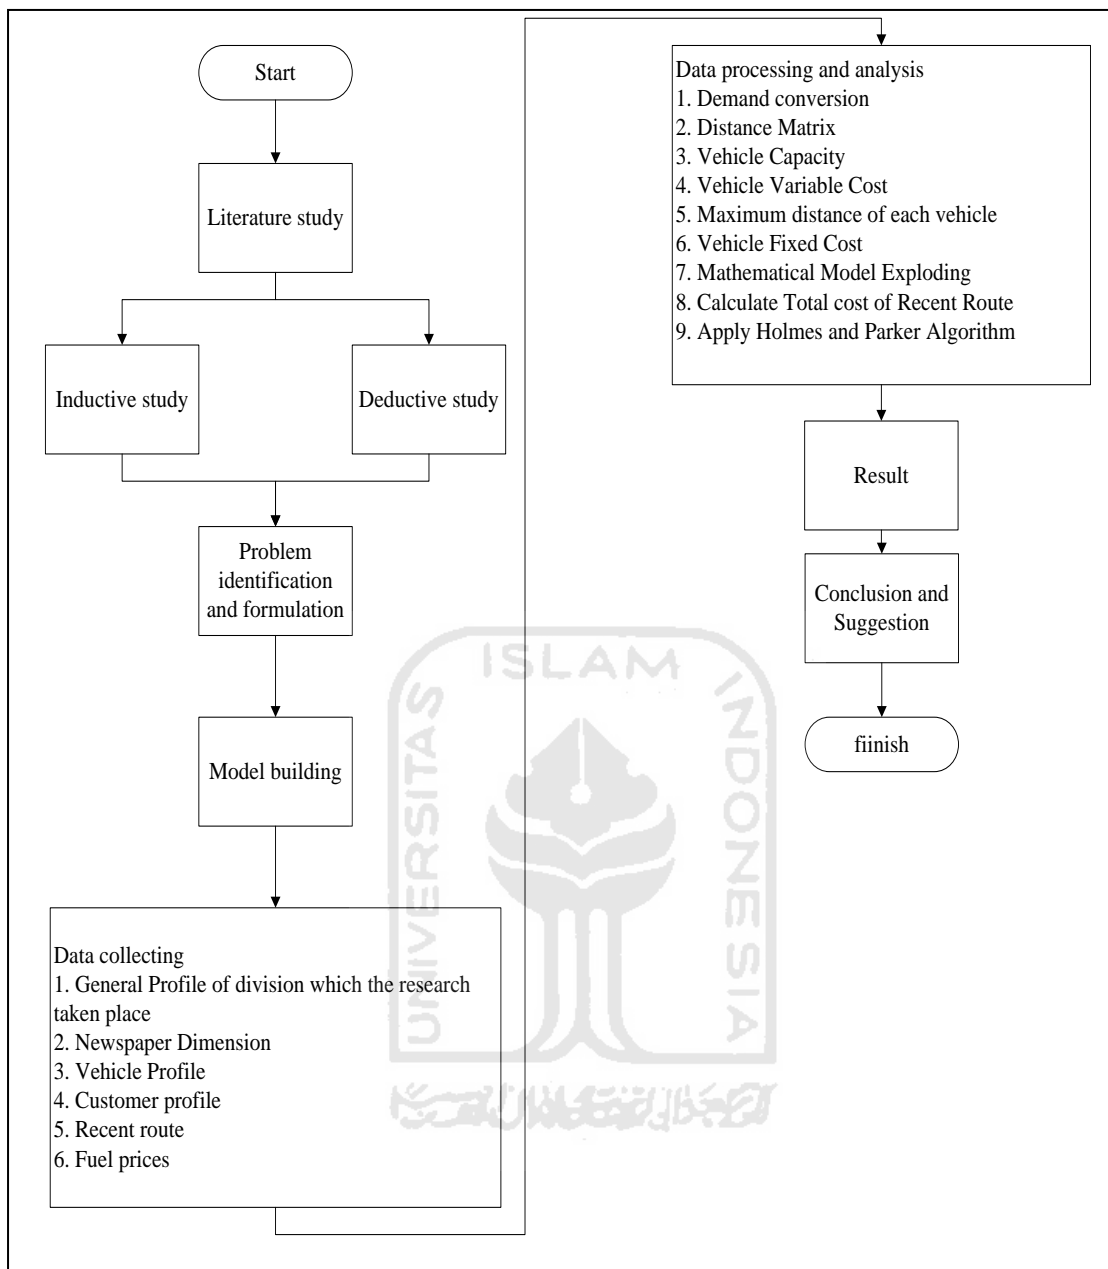 Start
Literature study
Inductive study
Deductive study
Problem
identification
and formulation
Model building
Data collecting
1. General Profile of division which the research
taken place
2. Newspaper Dimension
3. Vehicle Profile
4. Customer profile
5. Recent route
6. Fuel prices
Data processing and analysis
1. Demand conversion
2. Distance Matrix
3. Vehicle Capacity
4. Vehicle Variable Cost
5. Maximum distance of each vehicle
6. Vehicle Fixed Cost
7. Mathematical Model Exploding
8. Calculate Total cost of Recent Route
9. Apply Holmes and Parker Algorithm
Result
Conclusion and
Suggestion
fiinish
UNIVERSITAS
ISLAM
INDONESIA